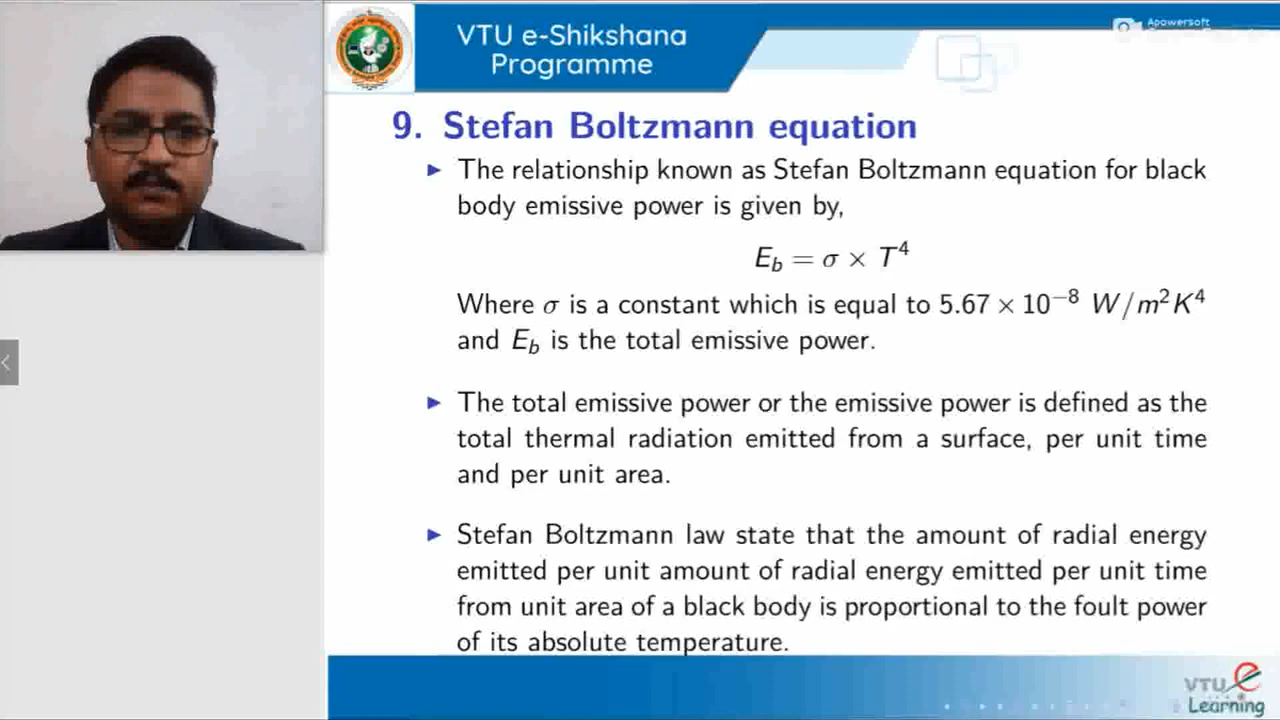 VTU e-Shikshana
Programme
Apowersoft
9. Stefan Boltzmann equation
▶ The relationship known as Stefan Boltzmann equation for black
body emissive power is given by,
E_b = σ × T⁴
Where σ is a constant which is equal to 5.67 × 10⁻⁸ W/m²K⁴
and E_b is the total emissive power.
▶ The total emissive power or the emissive power is defined as the
total thermal radiation emitted from a surface, per unit time
and per unit area.
▶ Stefan Boltzmann law state that the amount of radial energy
emitted per unit amount of radial energy emitted per unit time
from unit area of a black body is proportional to the foult power
of its absolute temperature.
VTU e
Learning